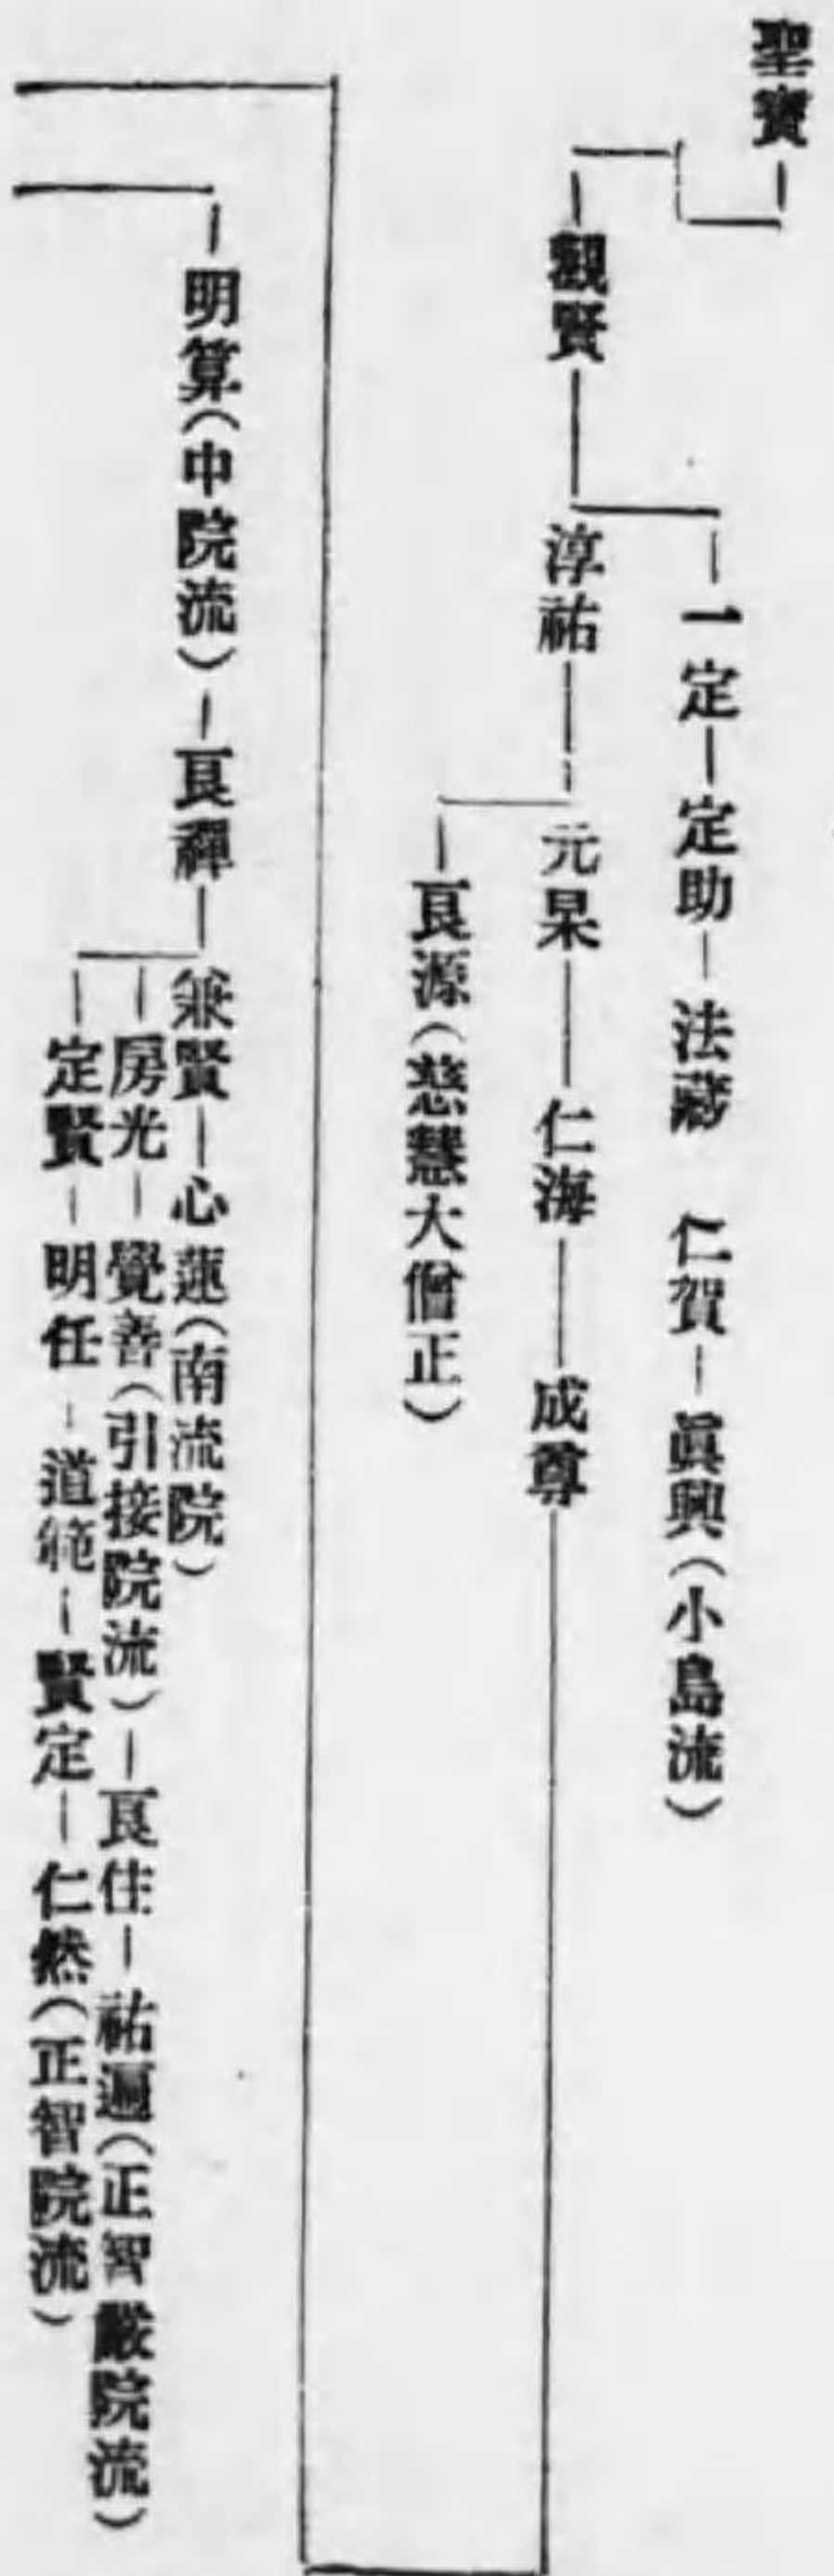 聖寶
一定―定助―法藏 仁賀―眞興(小島流)
觀賢―淳祐―元杲―仁海―成尊
良源(慈慧大僧正)
明算(中院流)―良禪―兼賢―心蓮(南流院)
房光―覺善(引接院流)―良住―祐遍(正智嚴院流)
定賢―明任―道範―賢定―仁然(正智院流)